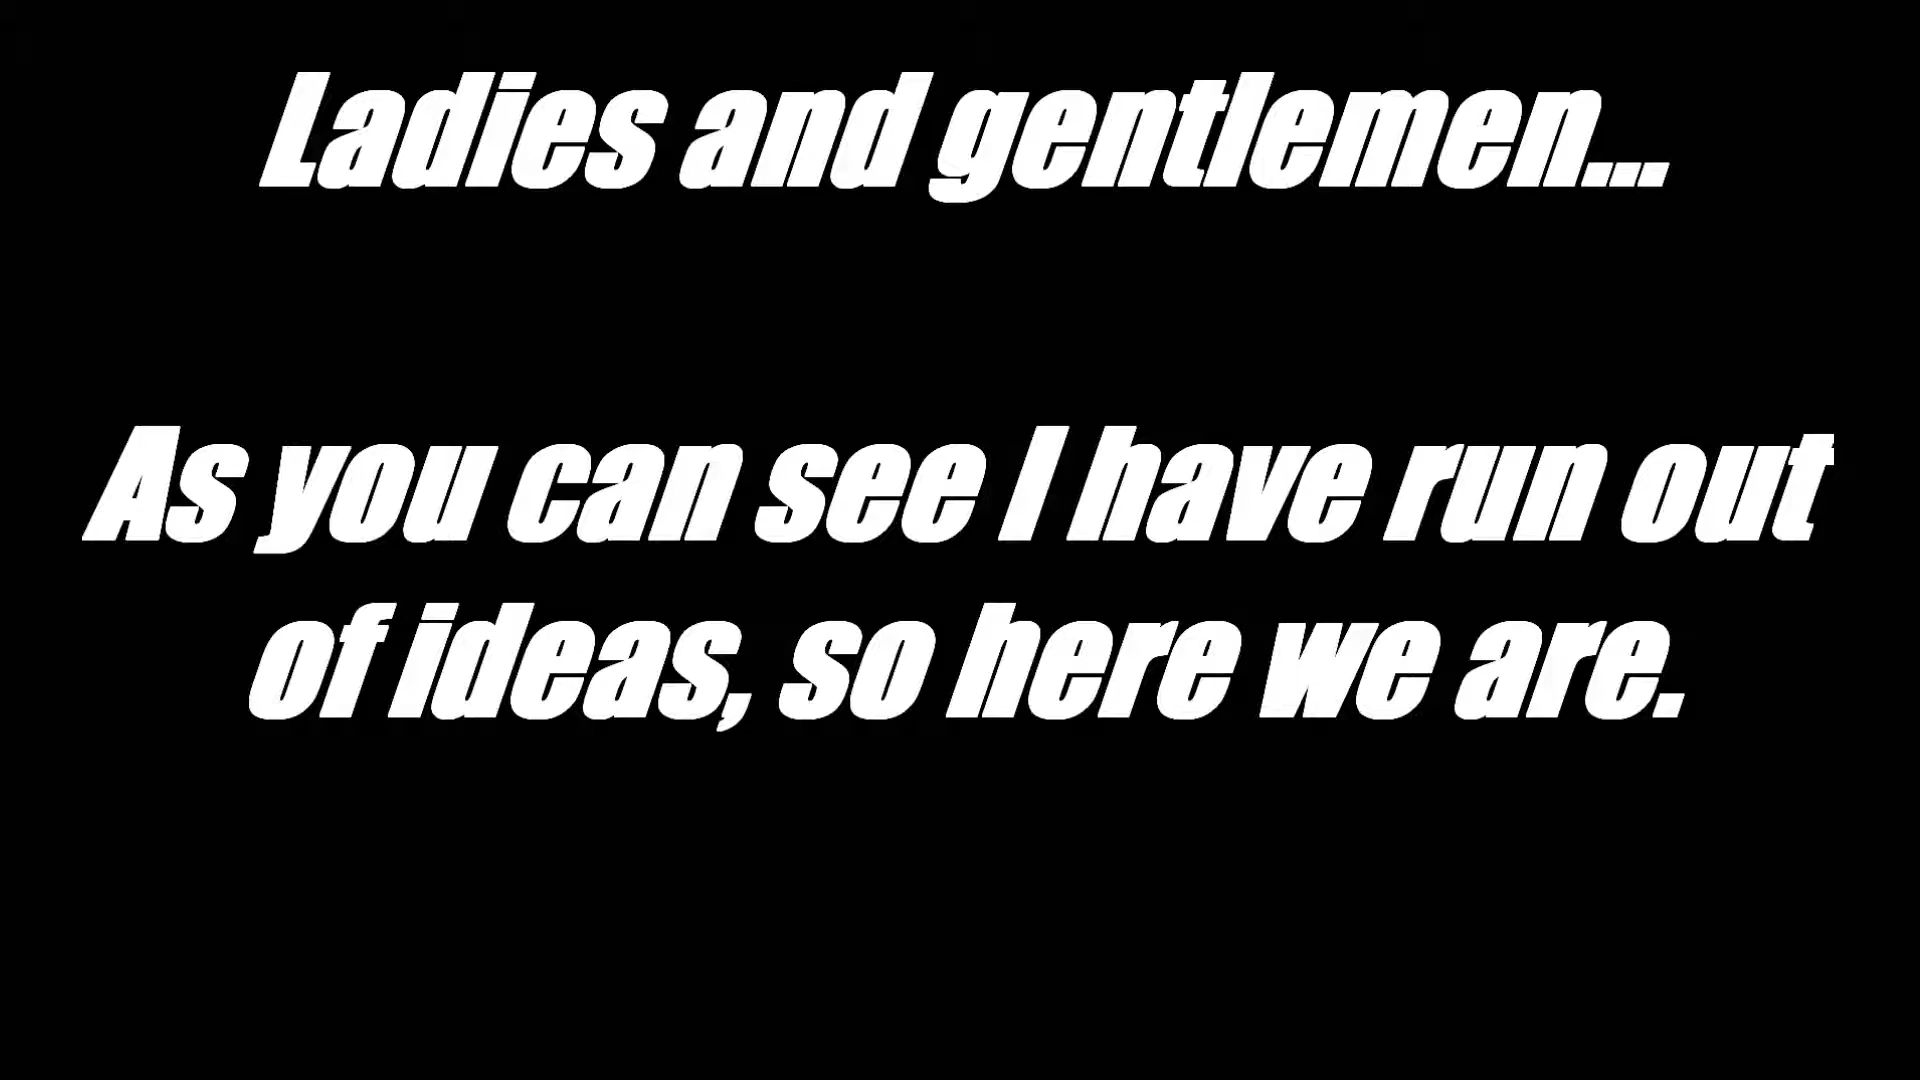 Ladies and gentlemen...
As you can see I have run out
of ideas, so here we are.